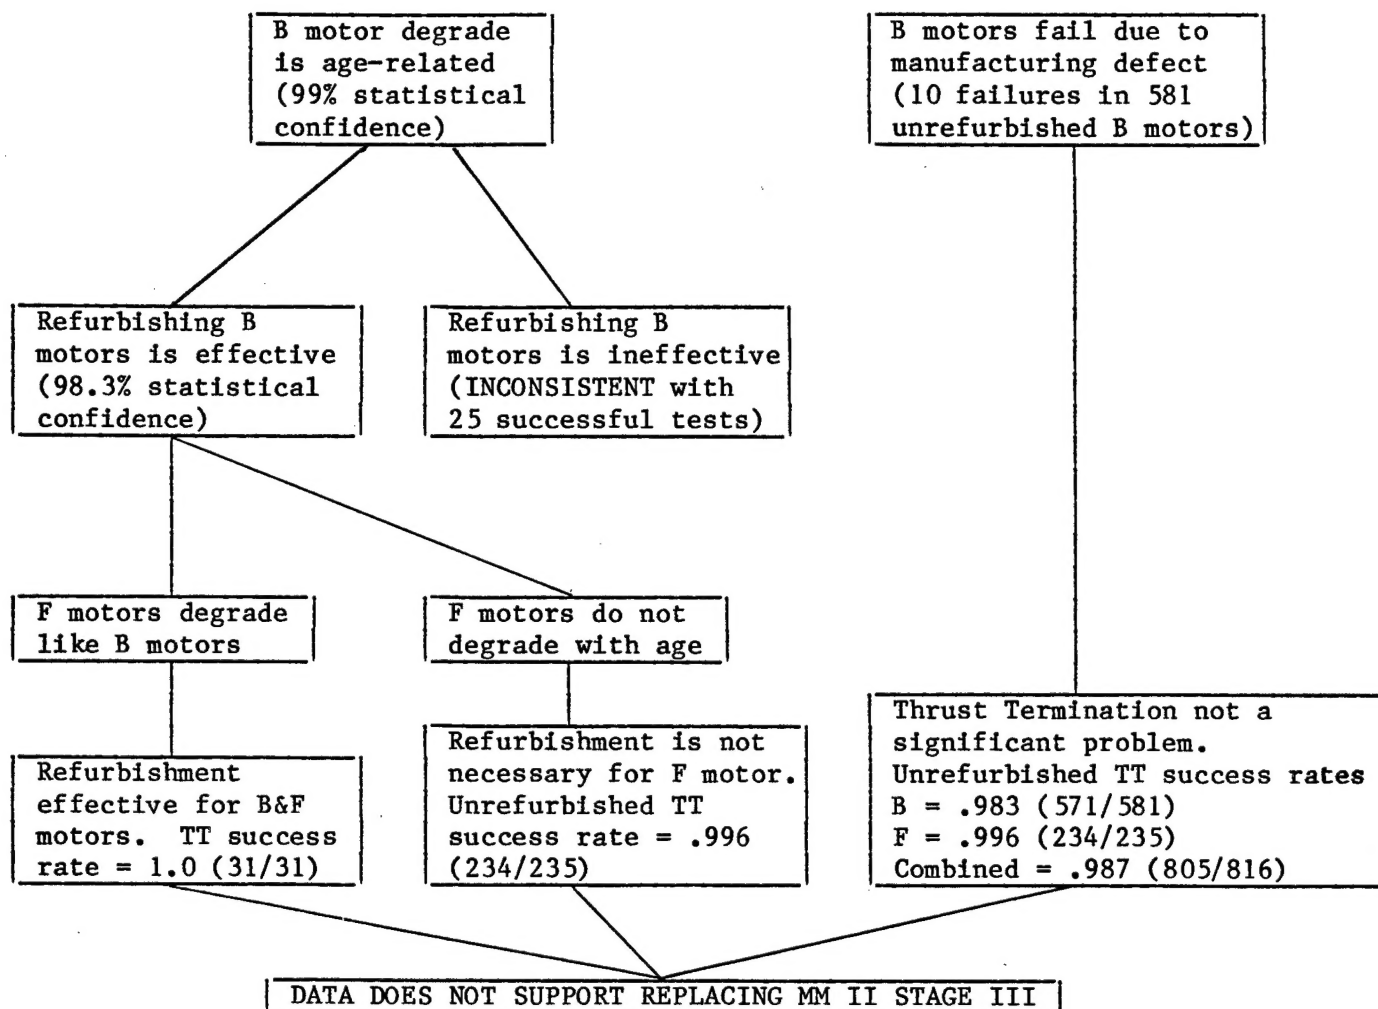 B motor degrade
is age-related
(99% statistical
confidence)
B motors fail due to
manufacturing defect
(10 failures in 581
unrefurbished B motors)
Refurbishing B
motors is effective
(98.3% statistical
confidence)
Refurbishing B
motors is ineffective
(INCONSISTENT with
25 successful tests)
F motors degrade
like B motors
F motors do not
degrade with age
Refurbishment
effective for B&F
motors. TT success
rate = 1.0 (31/31)
Refurbishment is not
necessary for F motor.
Unrefurbished TT
success rate = .996
(234/235)
Thrust Termination not a
significant problem.
Unrefurbished TT success rates
B = .983 (571/581)
F = .996 (234/235)
Combined = .987 (805/816)
DATA DOES NOT SUPPORT REPLACING MM II STAGE III